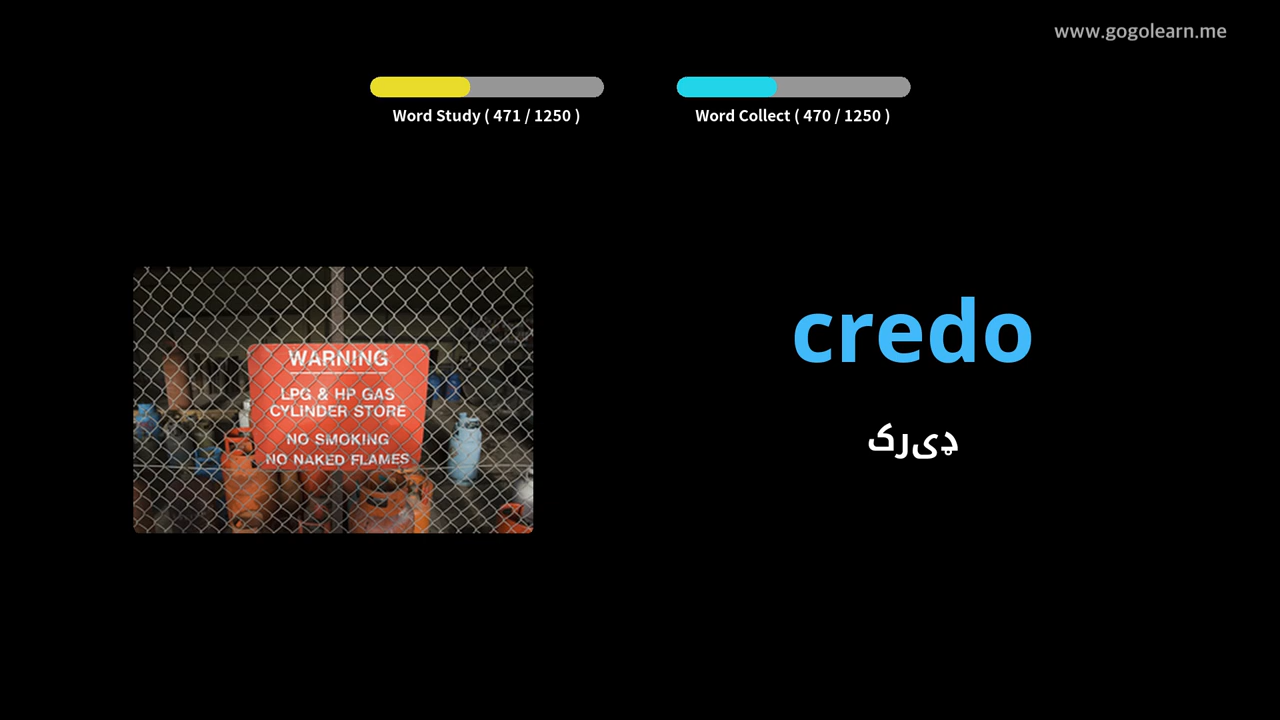 www.gogolearn.me
Word Study ( 471 / 1250 )
Word Collect ( 470 / 1250 )
WARNING
LPG & HP GAS
CYLINDER STORE
NO SMOKING
NO NAKED FLAMES
credo
ډیرک